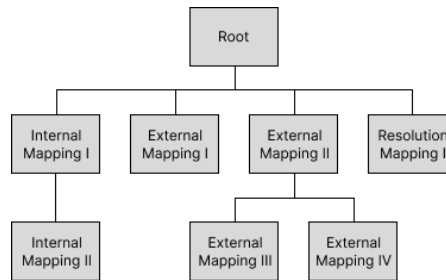 Root
Internal
Mapping I
External
Mapping I
External
Mapping II
Resolution
Mapping I
Internal
Mapping II
External
Mapping III
External
Mapping IV